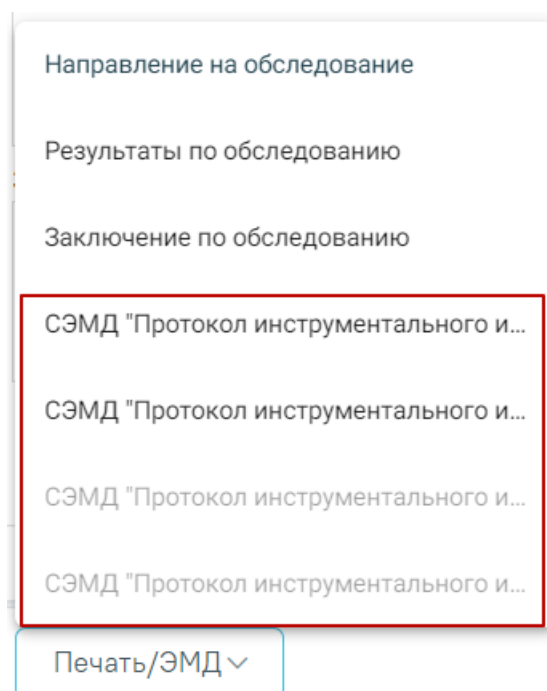 Направление на обследование
Результаты по обследованию
Заключение по обследованию
СЭМД "Протокол инструментального и...
СЭМД "Протокол инструментального и...
СЭМД "Протокол инструментального и...
СЭМД "Протокол инструментального и...
Печать/ЭМД